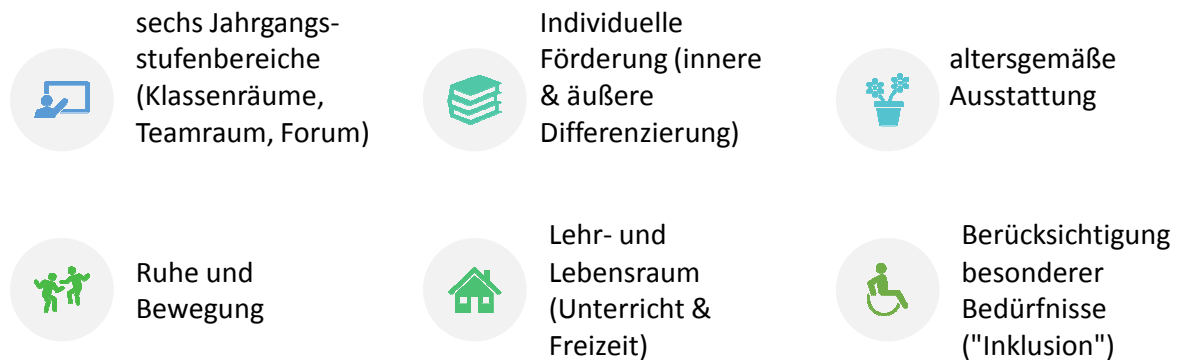 sechs Jahrgangs-
stufenbereiche
(Klassenräume,
Teamraum, Forum)
Individuelle
Förderung (innere
& äußere
Differenzierung)
altersgemäße
Ausstattung
Ruhe und
Bewegung
Lehr- und
Lebensraum
(Unterricht &
Freizeit)
Berücksichtigung
besonderer
Bedürfnisse
("Inklusion")